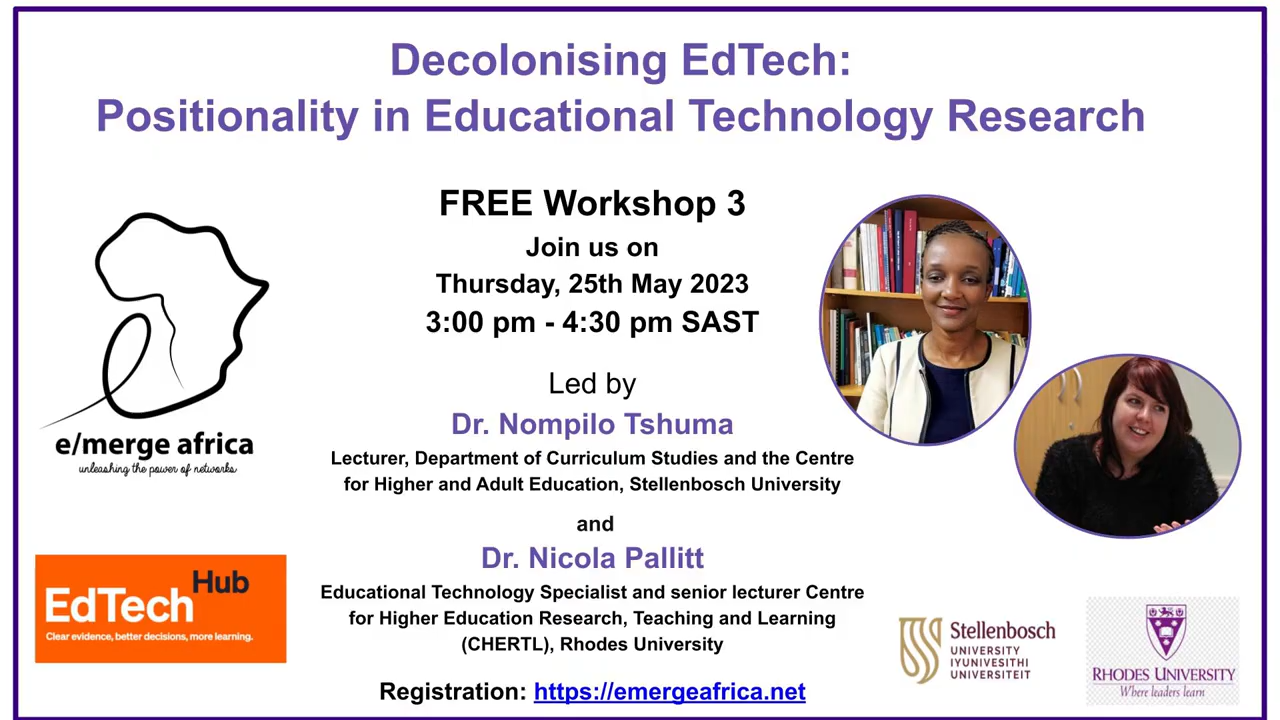 Decolonising EdTech:
Positionality in Educational Technology Research
FREE Workshop 3
Join us on
Thursday, 25th May 2023
3:00 pm - 4:30 pm SAST
Led by
Dr. Nompilo Tshuma
Lecturer, Department of Curriculum Studies and the Centre
for Higher and Adult Education, Stellenbosch University
and
Dr. Nicola Pallitt
Educational Technology Specialist and senior lecturer Centre
for Higher Education Research, Teaching and Learning
(CHERTL), Rhodes University
Registration: https://emergeafrica.net
e/merge africa
unleashing the power of networks
EdTech Hub
Clear evidence, better decisions, more learning.
Stellenbosch
UNIVERSITY
IYUNIVESITHI
UNIVERSITEIT
RHODES UNIVERSITY
Where leaders learn